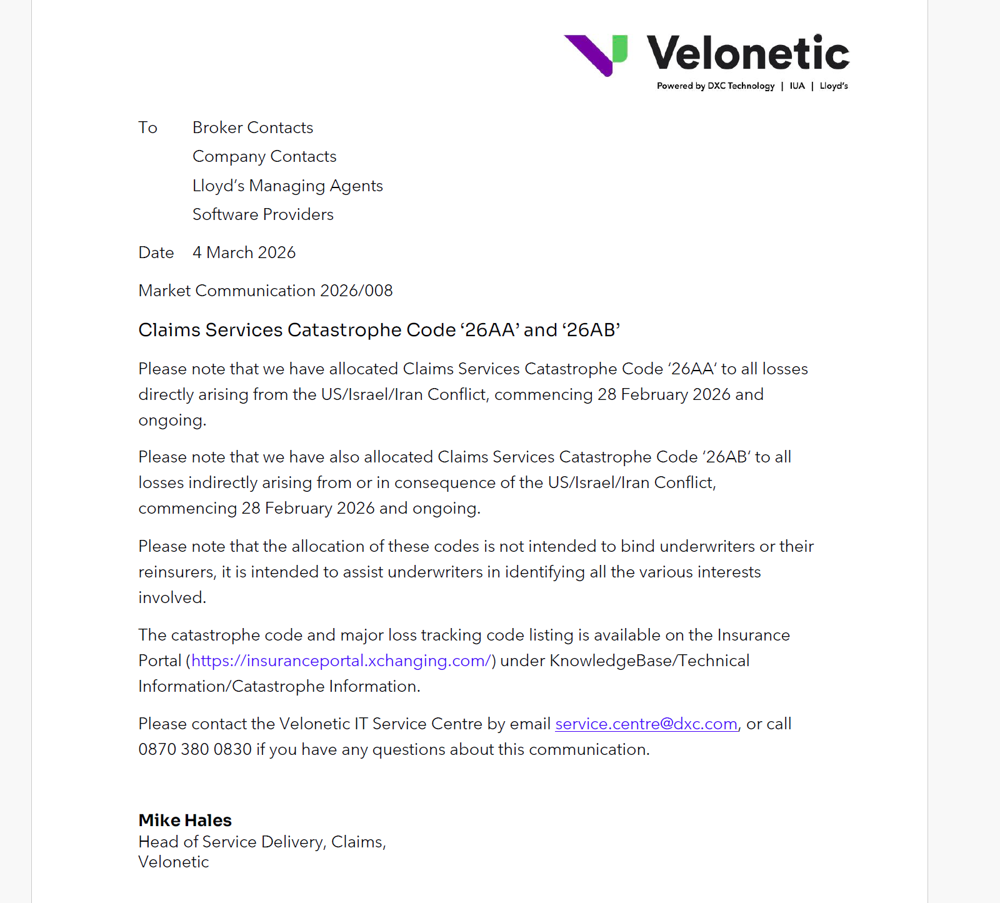 Velonetic
Powered by DXC Technology | IUA | Lloyd’s
To Broker Contacts
Company Contacts
Lloyd’s Managing Agents
Software Providers
Date 4 March 2026
Market Communication 2026/008
Claims Services Catastrophe Code ‘26AA’ and ‘26AB’
Please note that we have allocated Claims Services Catastrophe Code ‘26AA‘ to all losses
directly arising from the US/Israel/Iran Conflict, commencing 28 February 2026 and
ongoing.
Please note that we have also allocated Claims Services Catastrophe Code ‘26AB‘ to all
losses indirectly arising from or in consequence of the US/Israel/Iran Conflict,
commencing 28 February 2026 and ongoing.
Please note that the allocation of these codes is not intended to bind underwriters or their
reinsurers, it is intended to assist underwriters in identifying all the various interests
involved.
The catastrophe code and major loss tracking code listing is available on the Insurance
Portal (https://insuranceportal.xchanging.com/) under KnowledgeBase/Technical
Information/Catastrophe Information.
Please contact the Velonetic IT Service Centre by email service.centre@dxc.com, or call
0870 380 0830 if you have any questions about this communication.
Mike Hales
Head of Service Delivery, Claims,
Velonetic